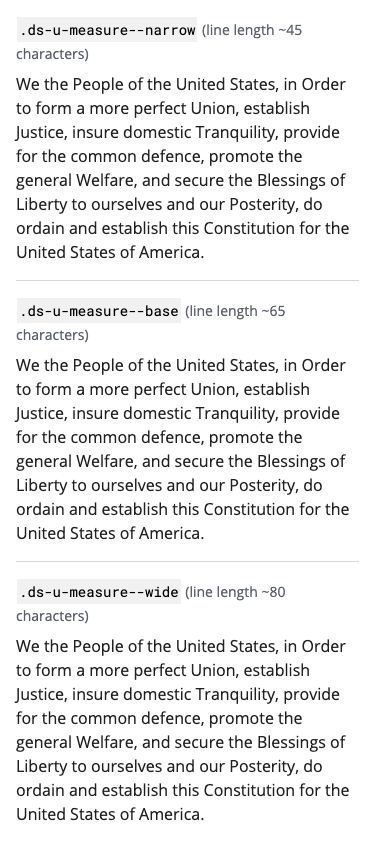 .ds-u-measure--narrow (line length ~45
characters)
We the People of the United States, in Order
to form a more perfect Union, establish
Justice, insure domestic Tranquility, provide
for the common defence, promote the
general Welfare, and secure the Blessings of
Liberty to ourselves and our Posterity, do
ordain and establish this Constitution for the
United States of America.
.ds-u-measure--base (line length ~65
characters)
We the People of the United States, in Order
to form a more perfect Union, establish
Justice, insure domestic Tranquility, provide
for the common defence, promote the
general Welfare, and secure the Blessings of
Liberty to ourselves and our Posterity, do
ordain and establish this Constitution for the
United States of America.
.ds-u-measure--wide (line length ~80
characters)
We the People of the United States, in Order
to form a more perfect Union, establish
Justice, insure domestic Tranquility, provide
for the common defence, promote the
general Welfare, and secure the Blessings of
Liberty to ourselves and our Posterity, do
ordain and establish this Constitution for the
United States of America.